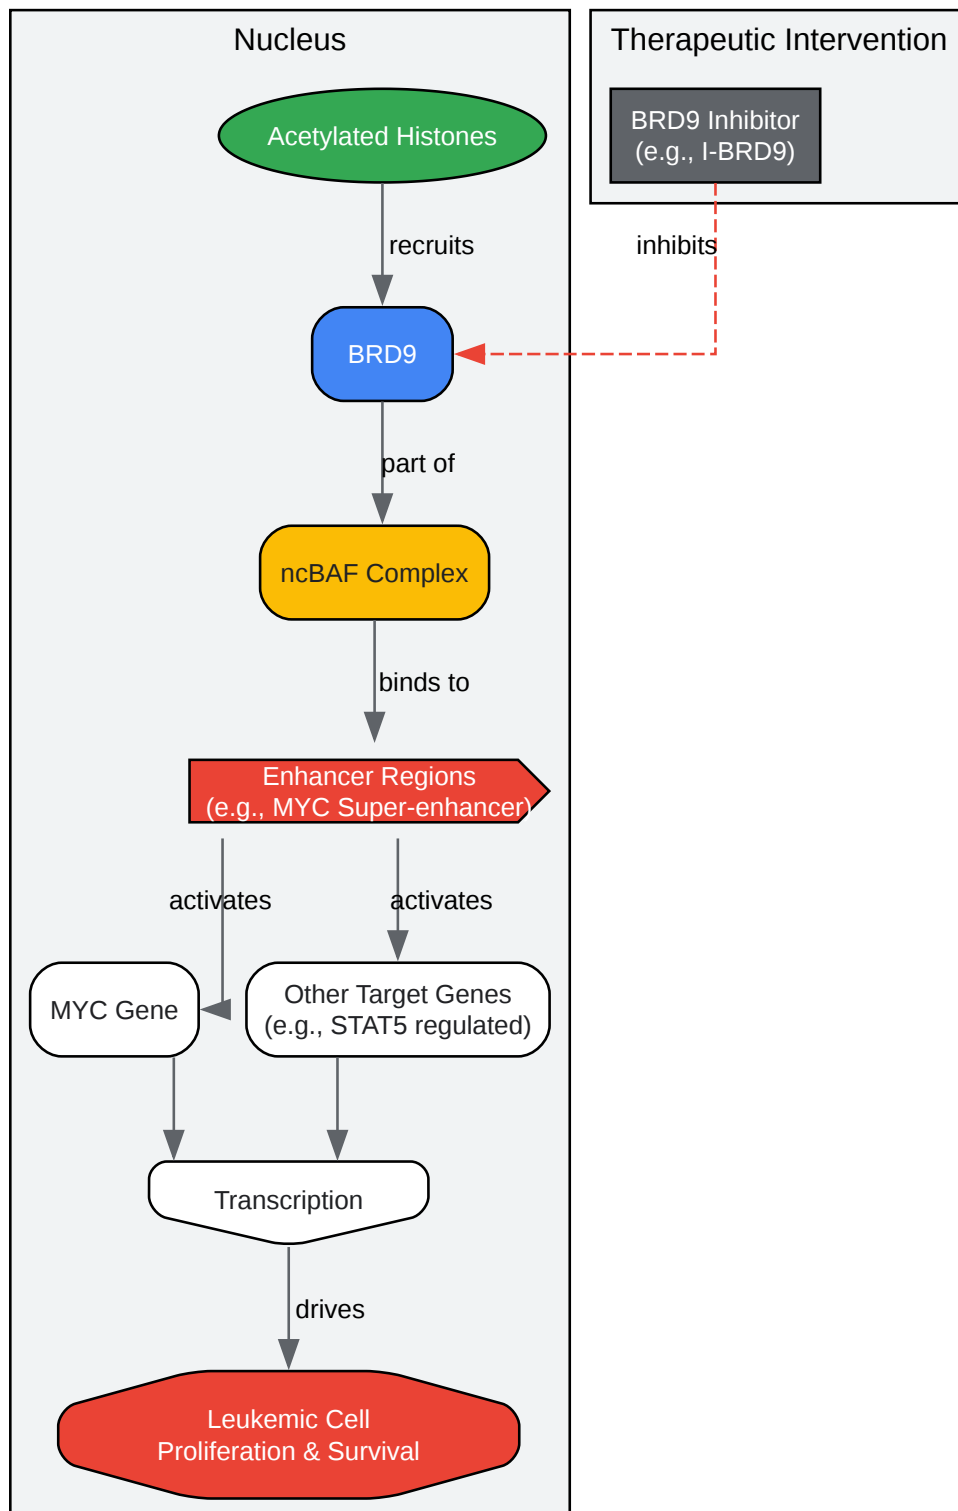 Nucleus
Therapeutic Intervention
Acetylated Histones
BRD9 Inhibitor
(e.g., I-BRD9)
recruits
inhibits
BRD9
part of
ncBAF Complex
binds to
Enhancer Regions
(e.g., MYC Super-enhancer)
activates
activates
MYC Gene
Other Target Genes
(e.g., STAT5 regulated)
Transcription
drives
Leukemic Cell
Proliferation & Survival